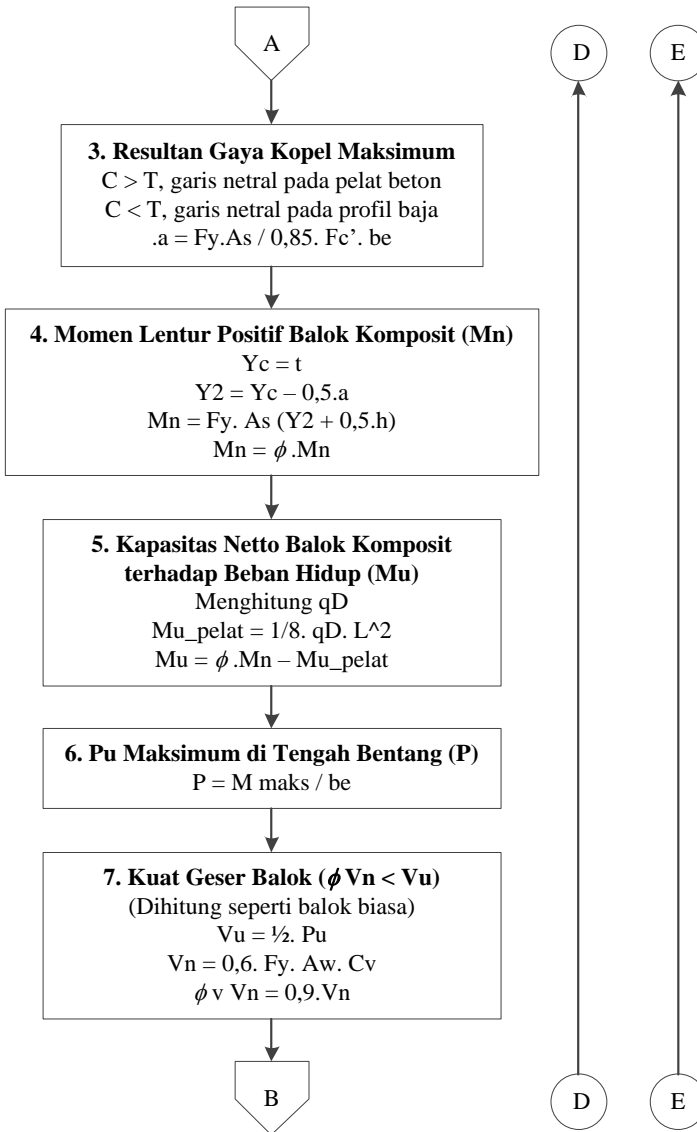 A
D
E
3. Resultan Gaya Kopel Maksimum
C > T, garis netral pada pelat beton
C < T, garis netral pada profil baja
.a = Fy.As / 0,85. Fc’. be
4. Momen Lentur Positif Balok Komposit (Mn)
Yc = t
Y2 = Yc – 0,5.a
Mn = Fy. As (Y2 + 0,5.h)
Mn = ϕ .Mn
5. Kapasitas Netto Balok Komposit
terhadap Beban Hidup (Mu)
Menghitung qD
Mu_pelat = 1/8. qD. L^2
Mu = ϕ .Mn – Mu_pelat
6. Pu Maksimum di Tengah Bentang (P)
P = M maks / be
7. Kuat Geser Balok (ϕ Vn < Vu)
(Dihitung seperti balok biasa)
Vu = ½. Pu
Vn = 0,6. Fy. Aw. Cv
ϕ v Vn = 0,9.Vn
B
D
E